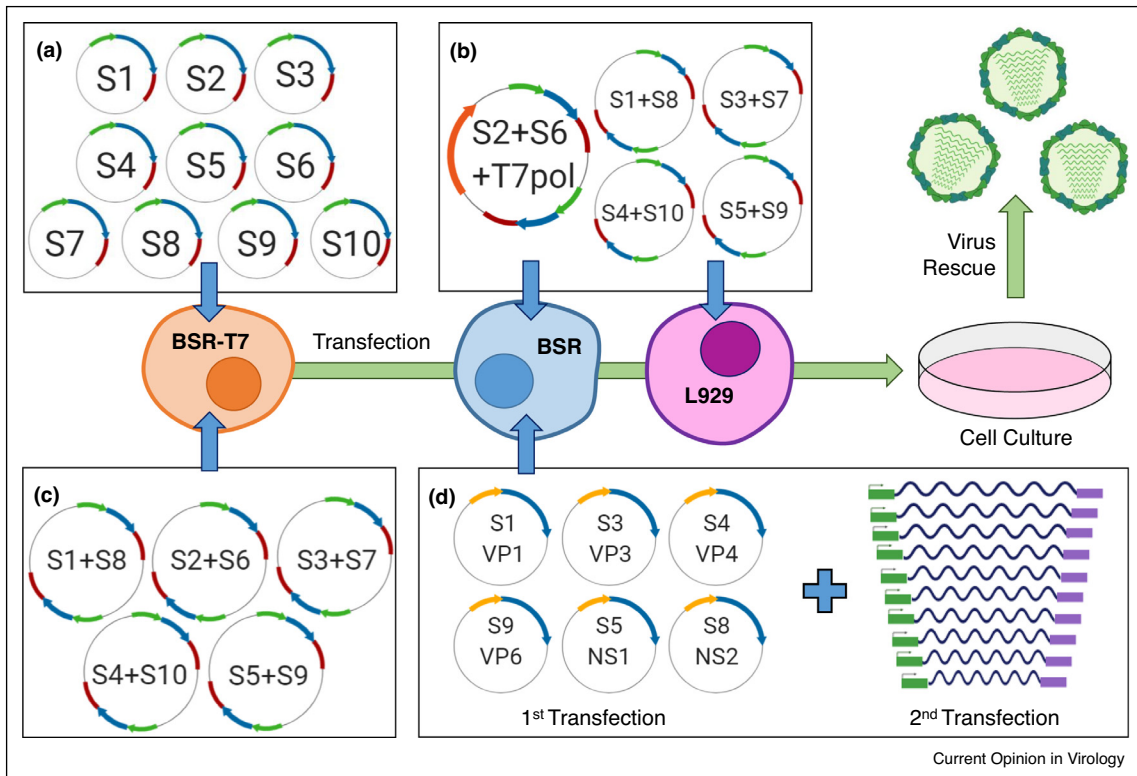 (a)
S1
S2
S3
S4
S5
S6
S7
S8
S9
S10
(b)
S2+S6
+T7pol
S1+S8
S3+S7
S4+S10
S5+S9
Virus
Rescue
BSR-T7
Transfection
BSR
L929
Cell Culture
(c)
S1+S8
S2+S6
S3+S7
S4+S10
S5+S9
(d)
S1
VP1
S3
VP3
S4
VP4
S9
VP6
S5
NS1
S8
NS2
1st Transfection
2nd Transfection
Current Opinion in Virology